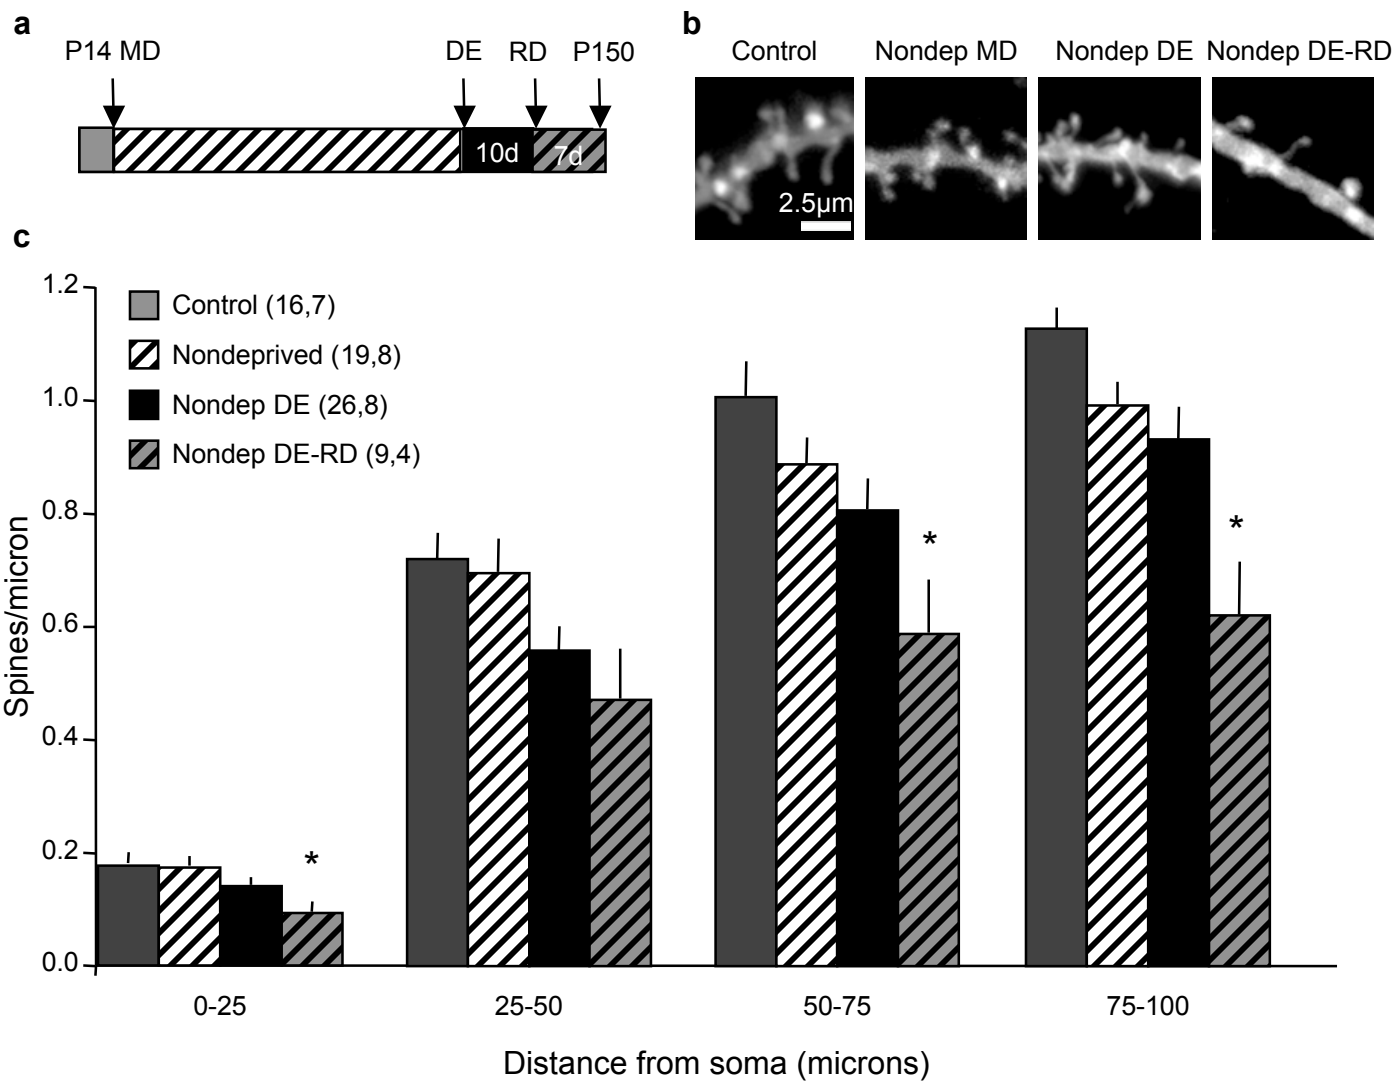 a
P14 MD DE RD P150
10d 7d
b
Control Nondep MD Nondep DE Nondep DE-RD
2.5µm
c
1.2
1.0
0.8
0.6
0.4
0.2
0.0
Spines/micron
Control (16,7)
Nondeprived (19,8)
Nondep DE (26,8)
Nondep DE-RD (9,4)
*
*
*
0-25 25-50 50-75 75-100
Distance from soma (microns)